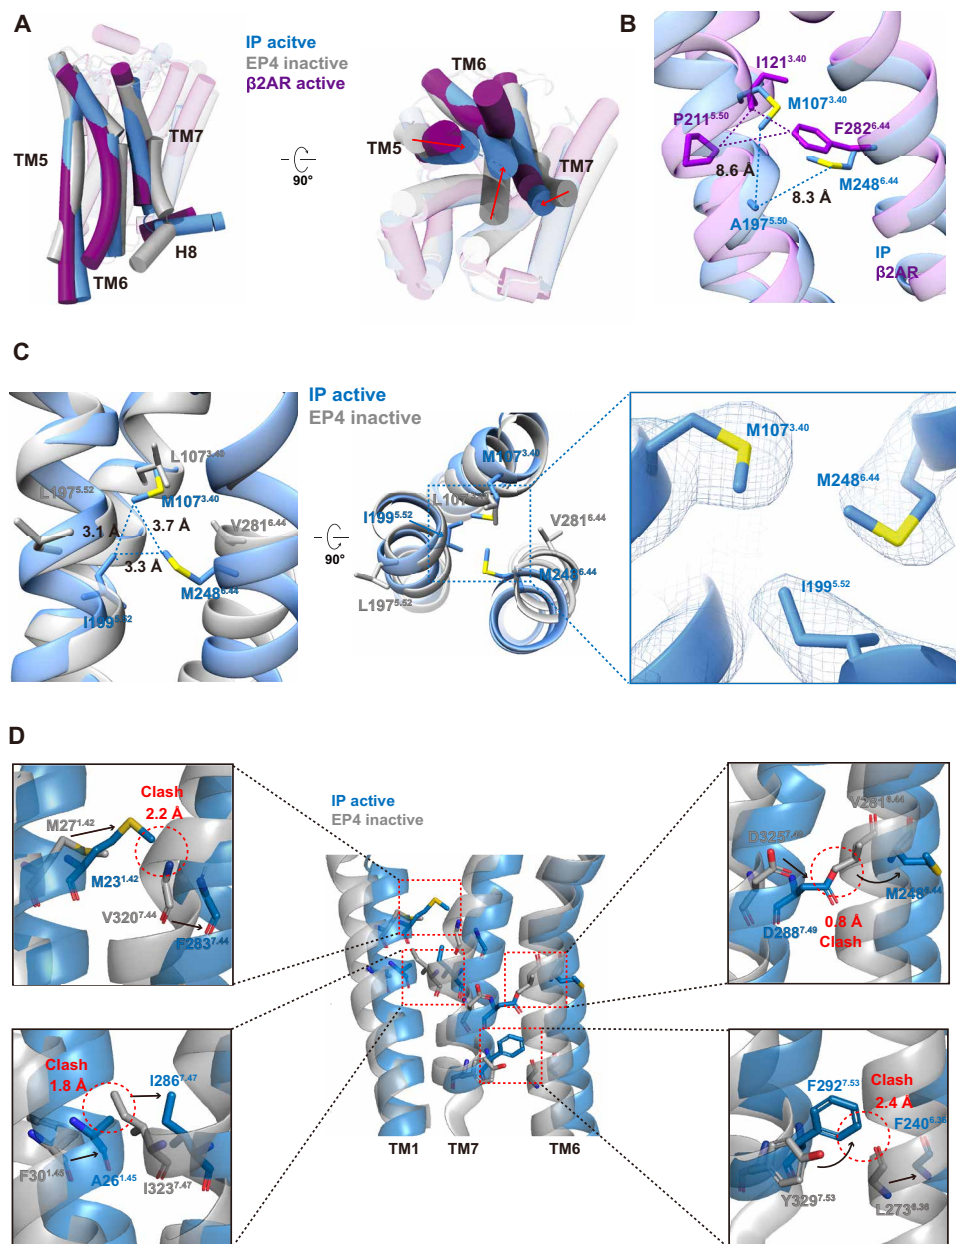 A
IP acitve
EP4 inactive
β2AR active
TM5
TM7
TM6
H8
90°
TM6
TM5
TM7
B
I121³·⁴⁰
M107³·⁴⁰
P211⁵·⁵⁰
F282⁶·⁴⁴
8.6 Å
M248⁶·⁴⁴
8.3 Å
A197⁵·⁵⁰
IP
β2AR
C
IP active
EP4 inactive
L107³·⁴⁰
L197⁵·⁵²
M107³·⁴⁰
3.1 Å
3.7 Å
V281⁶·⁴⁴
3.3 Å
M248⁶·⁴⁴
I199⁵·⁵²
90°
M107³·⁴⁰
I199⁵·⁵²
V281⁶·⁴⁴
M248⁶·⁴⁴
L197⁵·⁵²
M107³·⁴⁰
M248⁶·⁴⁴
I199⁵·⁵²
D
Clash
2.2 Å
M27¹·⁴²
M23¹·⁴²
V320⁷·⁴⁴
F283⁷·⁴⁴
IP active
EP4 inactive
V281⁶·⁴⁴
D325⁷·⁴⁹
M248⁶·⁴⁴
D288⁷·⁴⁹
0.8 Å
Clash
Clash
1.8 Å
I286⁷·⁴⁷
F30¹·⁴⁵
A26¹·⁴⁵
I323⁷·⁴⁷
TM1
TM7
TM6
F292⁷·⁵³
Clash
2.4 Å
F240⁶·³⁶
Y329⁷·⁵³
L273⁶·³⁶